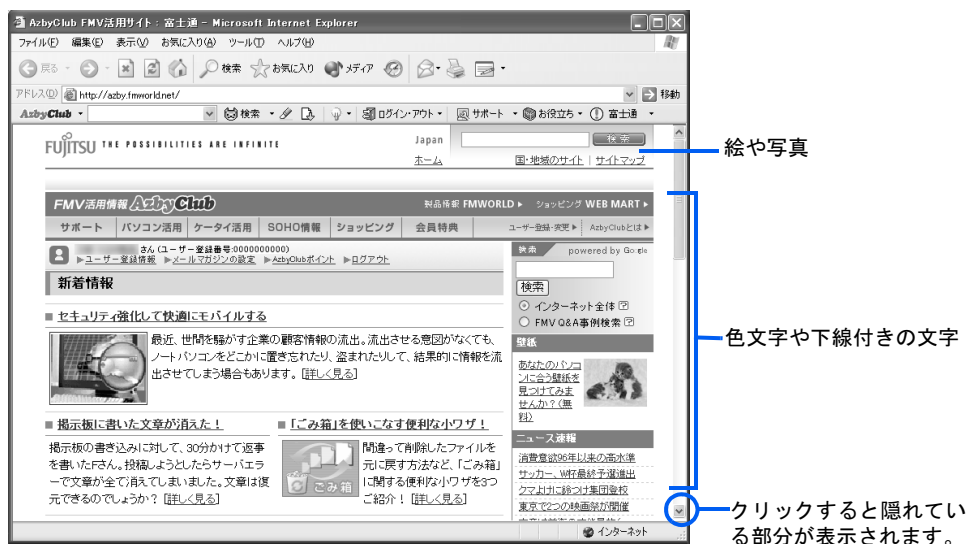 AzbyClub FMV活用サイト : 富士通 - Microsoft Internet Explorer
ファイル(F) 編集(E) 表示(V) お気に入り(A) ツール(T) ヘルプ(H)
戻る 検索 お気に入り メディア
アドレス(D) http://azby.fmworld.net/ 移動
AzbyClub 検索 ログイン・アウト サポート お役立ち 富士通
FUJITSU THE POSSIBILITIES ARE INFINITE
Japan 検索
ホーム 国・地域のサイト | サイトマップ
絵や写真
FMV活用情報 AzbyClub 製品情報 FMWORLD ショッピング WEB MART
サポート パソコン活用 ケータイ活用 SOHO情報 ショッピング 会員特典 ユーザー登録・変更 AzbyClubとは
さん (ユーザー登録番号:0000000000)
ユーザー登録情報 メールマガジンの設定 AzbyClubポイント ログアウト
新着情報
セキュリティ強化して快適にモバイルする
最近、世間を騒がす企業の顧客情報の流出。流出させる意図がなくても、
ノートパソコンをどこかに置き忘れたり、盗まれたりして、結果的に情報を流
出させてしまう場合もあります。[詳しく見る]
掲示板に書いた文章が消えた!
掲示板の書き込みに対して、30分かけて返事
を書いたFさん。投稿しようとしたらサーバエラ
ーで文章が全て消えてしまいました。文章は復
元できるのでしょうか? [詳しく見る]
「ごみ箱」を使いこなす便利な小ワザ!
ごみ箱
間違って削除したファイルを
元に戻す方法など、「ごみ箱」
に関する便利な小ワザを3つ
ご紹介! [詳しく見る]
検索 powered by Google
検索
インターネット全体
FMV Q&A事例検索
壁紙
あなたのパソコ
ンに合う壁紙を
見つけてみま
せんか?(無
料)
ニュース速報
消費意欲96年以来の高水準
サッカー、W杯最終予選進出
クマよけに鈴つけ集団登校
東京で2つの映画祭が開催
インターネット
色文字や下線付きの文字
クリックすると隠れてい
る部分が表示されます。